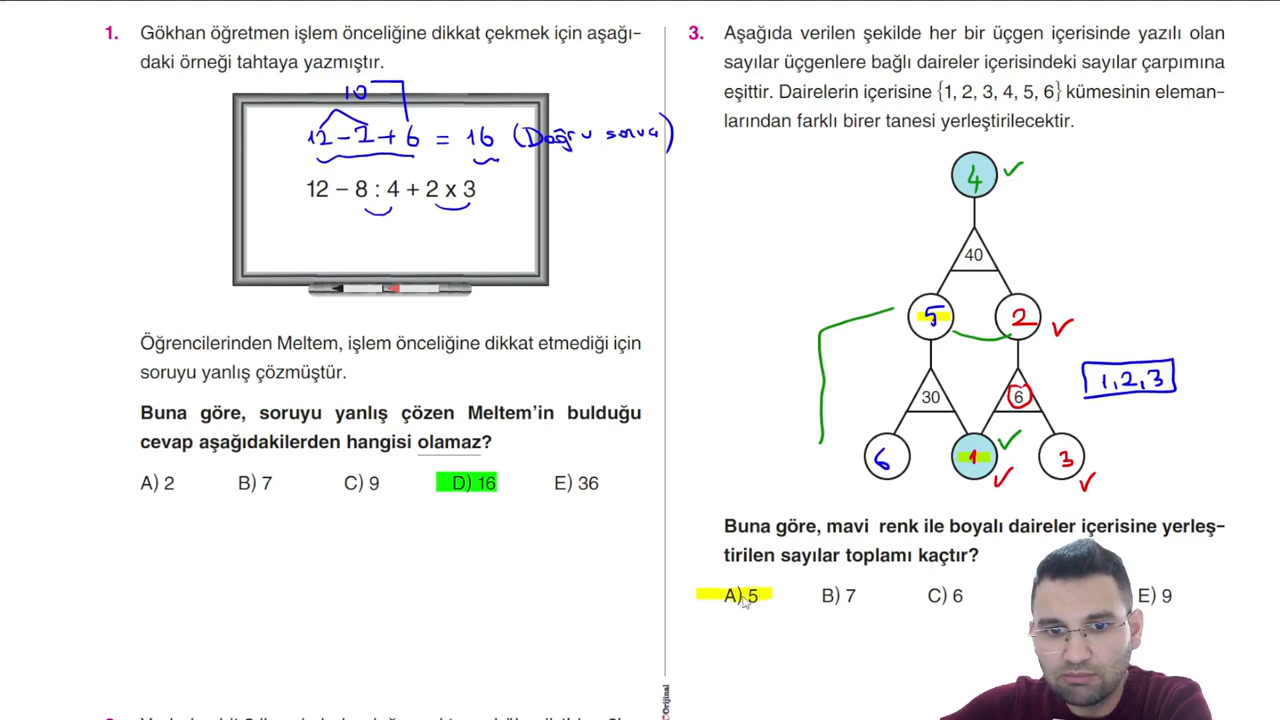 1. Gökhan öğretmen işlem önceliğine dikkat çekmek için aşağı-
daki örneği tahtaya yazmıştır.
10
12 - 2 + 6 = 16 (Doğru sonuç)
12 – 8 : 4 + 2 x 3
Öğrencilerinden Meltem, işlem önceliğine dikkat etmediği için
soruyu yanlış çözmüştür.
Buna göre, soruyu yanlış çözen Meltem’in bulduğu
cevap aşağıdakilerden hangisi olamaz?
A) 2 B) 7 C) 9 D) 16 E) 36
3. Aşağıda verilen şekilde her bir üçgen içerisinde yazılı olan
sayılar üçgenlere bağlı daireler içerisindeki sayılar çarpımına
eşittir. Dairelerin içerisine {1, 2, 3, 4, 5, 6} kümesinin eleman-
larından farklı birer tanesi yerleştirilecektir.
4
40
5 2
1, 2, 3
30 6
6 1 3
Buna göre, mavi renk ile boyalı daireler içerisine yerleş-
tirilen sayılar toplamı kaçtır?
A) 5 B) 7 C) 6 E) 9
Orijinal